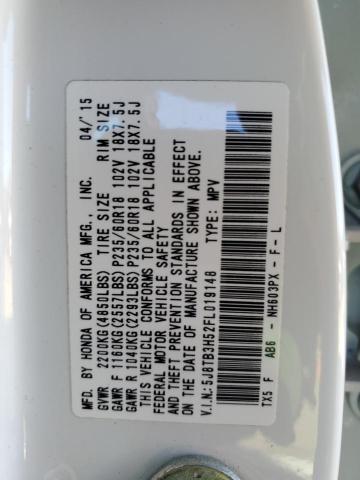 MFD. BY HONDA OF AMERICA MFG., INC. 04/'15
GVWR 2200KG(4850LBS) TIRE SIZE RIM SIZE
GAWR F 1160KG(2557LBS)P235/60R18 102V 18X7.5J
GAWR R 1040KG(2293LBS)P235/60R18 102V 18X7.5J
THIS VEHICLE CONFORMS TO ALL APPLICABLE
FEDERAL MOTOR VEHICLE SAFETY
AND THEFT PREVENTION STANDARDS IN EFFECT
ON THE DATE OF MANUFACTURE SHOWN ABOVE.
V.I.N.:5J8TB3H52FL019148 TYPE: MPV
TX5 F AB6 -NH603PX - F- L